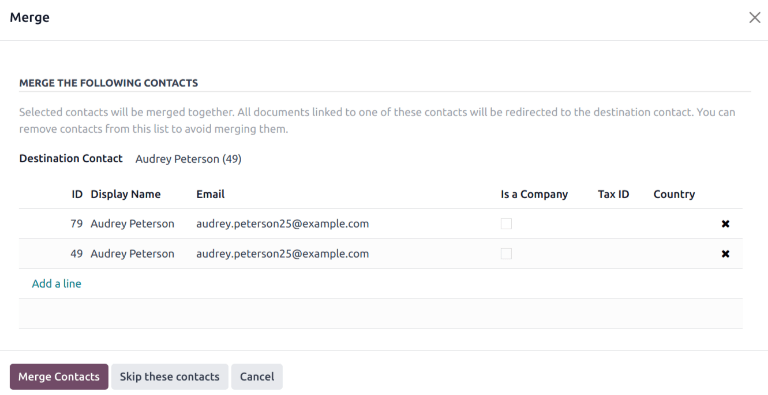 Merge
MERGE THE FOLLOWING CONTACTS
Selected contacts will be merged together. All documents linked to one of these contacts will be redirected to the destination contact. You can
remove contacts from this list to avoid merging them.
Destination Contact Audrey Peterson (49)
ID Display Name Email Is a Company Tax ID Country
79 Audrey Peterson audrey.peterson25@example.com
49 Audrey Peterson audrey.peterson25@example.com
Add a line
Merge Contacts Skip these contacts Cancel